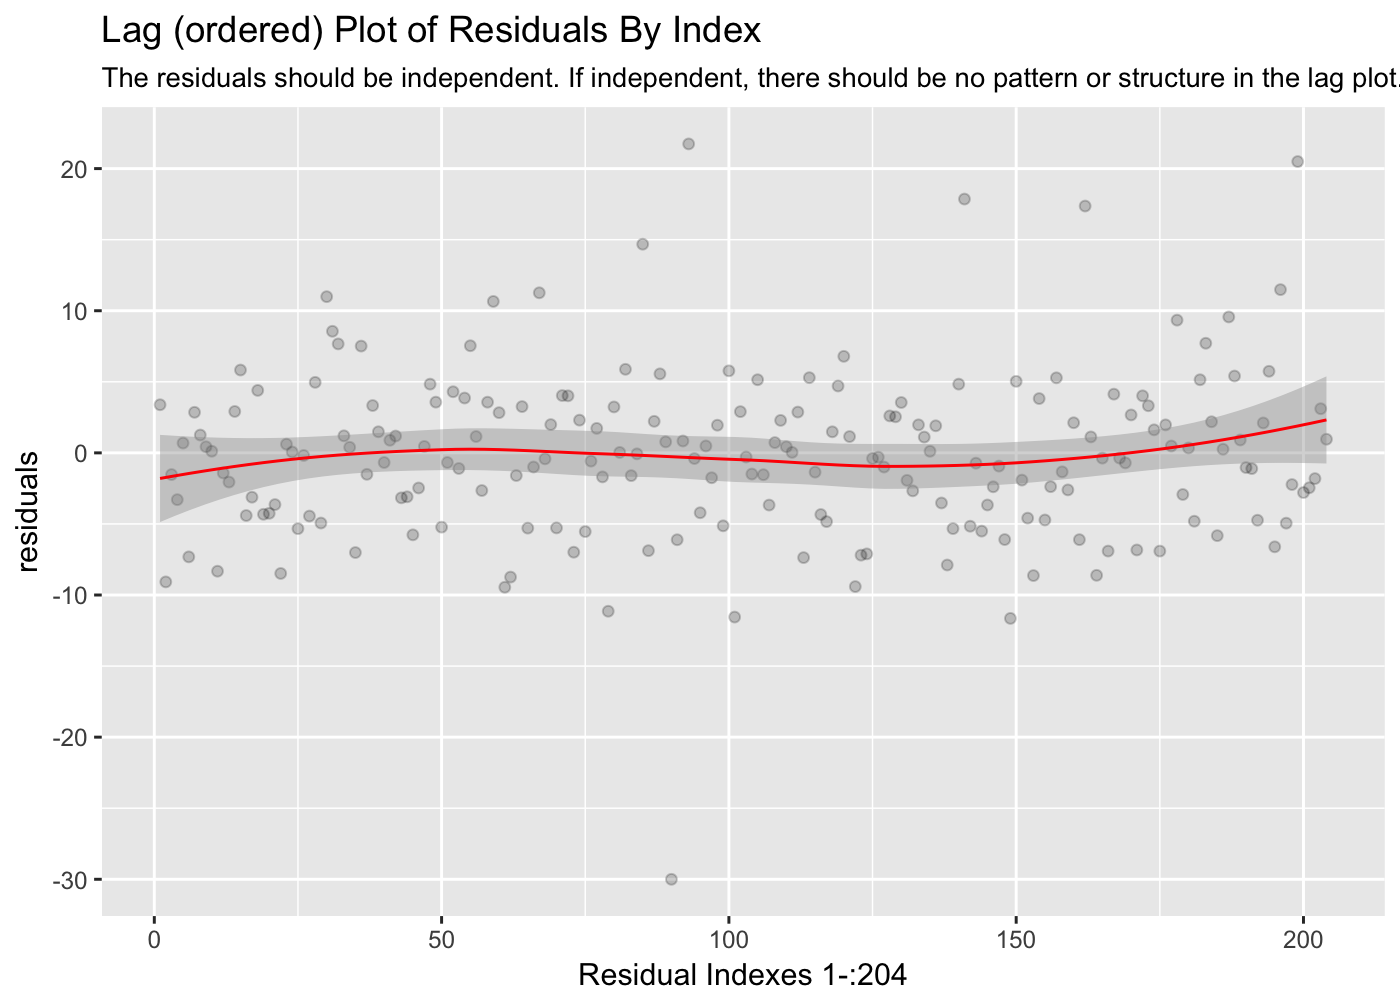 Lag (ordered) Plot of Residuals By Index
The residuals should be independent. If independent, there should be no pattern or structure in the lag plot.
residuals
20
10
0
-10
-20
-30
0 50 100 150 200
Residual Indexes 1-:204